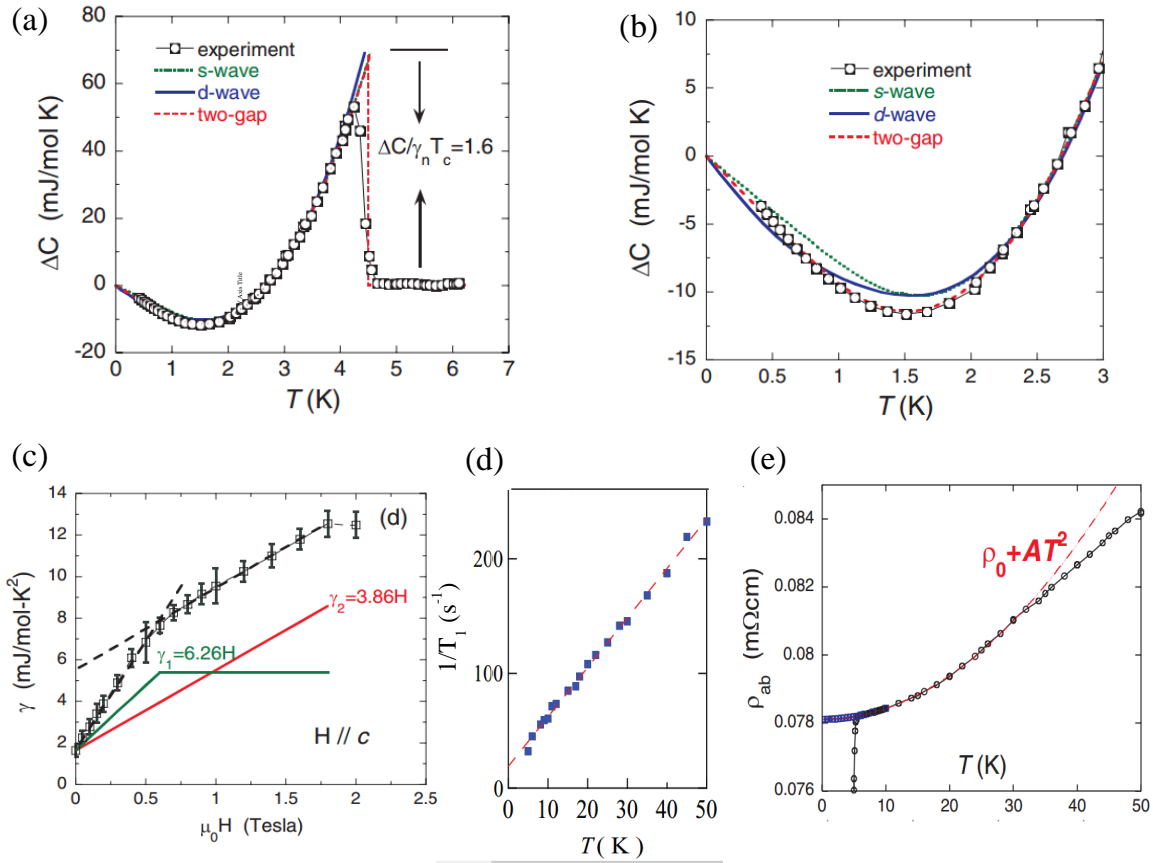 (a)
experiment
s-wave
d-wave
two-gap
ΔC/γnTc=1.6
Axis Title
ΔC (mJ/mol K)
80
60
40
20
0
-20
0 1 2 3 4 5 6 7
T (K)
(b)
experiment
s-wave
d-wave
two-gap
ΔC (mJ/mol K)
10
5
0
-5
-10
-15
0 0.5 1 1.5 2 2.5 3
T (K)
(c)
(d)
γ (mJ/mol-K²)
14
12
10
8
6
4
2
0
γ₂=3.86H
γ₁=6.26H
H // c
0 0.5 1 1.5 2 2.5
μ₀H (Tesla)
(d)
1/T₁ (s⁻¹)
200
100
0
0 10 20 30 40 50
T ( K )
(e)
ρab (mΩcm)
0.084
0.082
0.08
0.078
0.076
ρ₀+AT²
T (K)
0 10 20 30 40 50